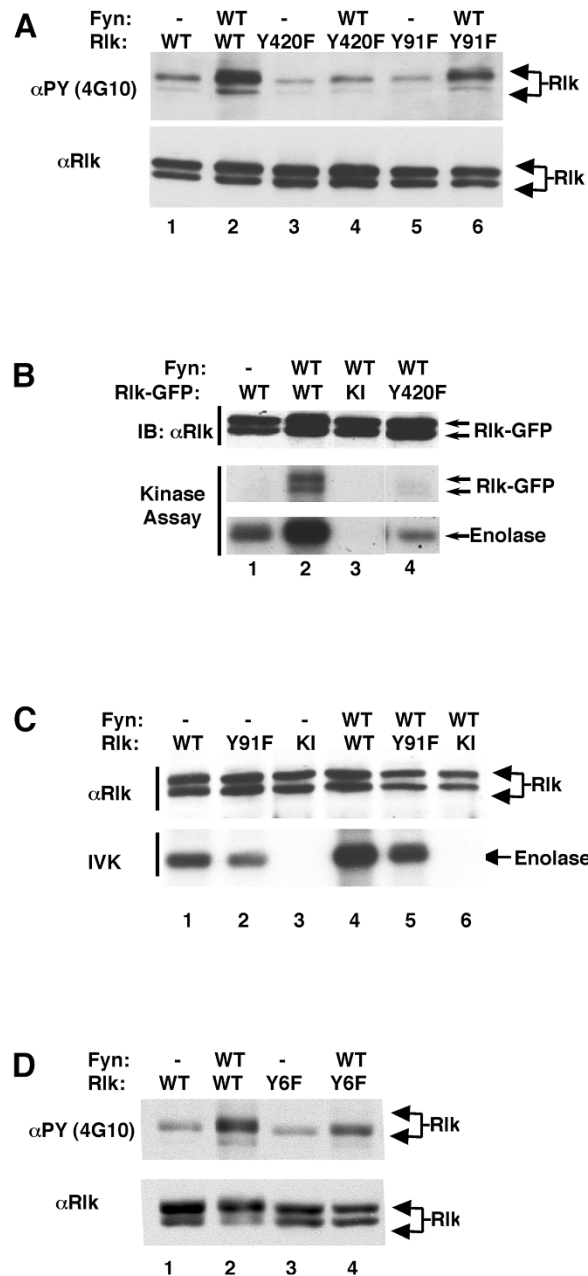 A
Fyn: - WT - WT - WT
Rlk: WT WT Y420F Y420F Y91F Y91F
αPY (4G10) Rlk
αRlk Rlk
1 2 3 4 5 6
B
Fyn: - WT WT WT
Rlk-GFP: WT WT KI Y420F
IB: αRlk Rlk-GFP
Kinase Assay Rlk-GFP
Enolase
1 2 3 4
C
Fyn: - - - WT WT WT
Rlk: WT Y91F KI WT Y91F KI
αRlk Rlk
IVK Enolase
1 2 3 4 5 6
D
Fyn: - WT - WT
Rlk: WT WT Y6F Y6F
αPY (4G10) Rlk
αRlk Rlk
1 2 3 4